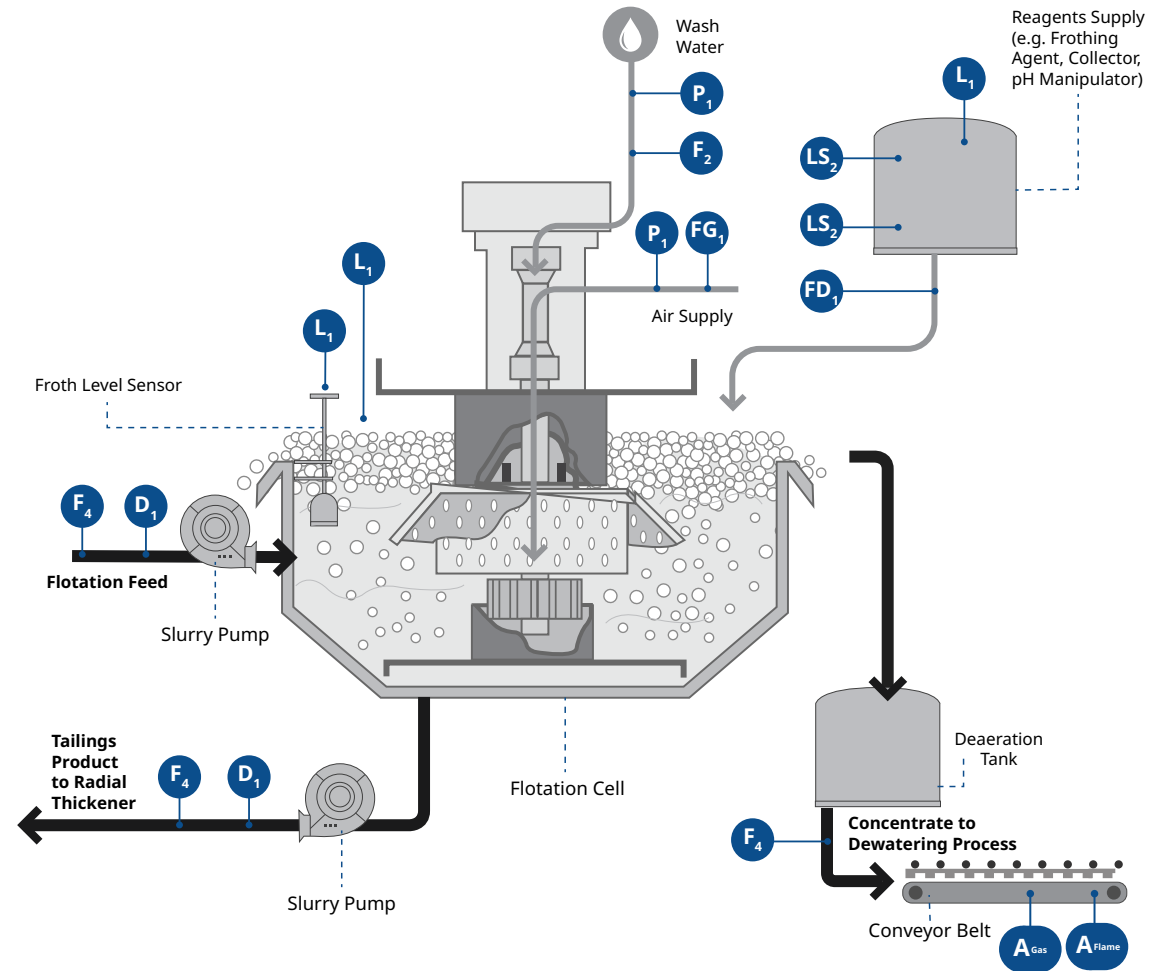 Wash
Water
Reagents Supply
(e.g. Frothing
Agent, Collector,
pH Manipulator)
L1
P1
F2
LS2
LS2
P1
FG1
L1
FD1
Air Supply
L1
Froth Level Sensor
F4
D1
Flotation Feed
Slurry Pump
Tailings
Product
to Radial
Thickener
F4
D1
Flotation Cell
Deaeration
Tank
F4
Concentrate to
Dewatering Process
Slurry Pump
Conveyor Belt
AGas
AFlame